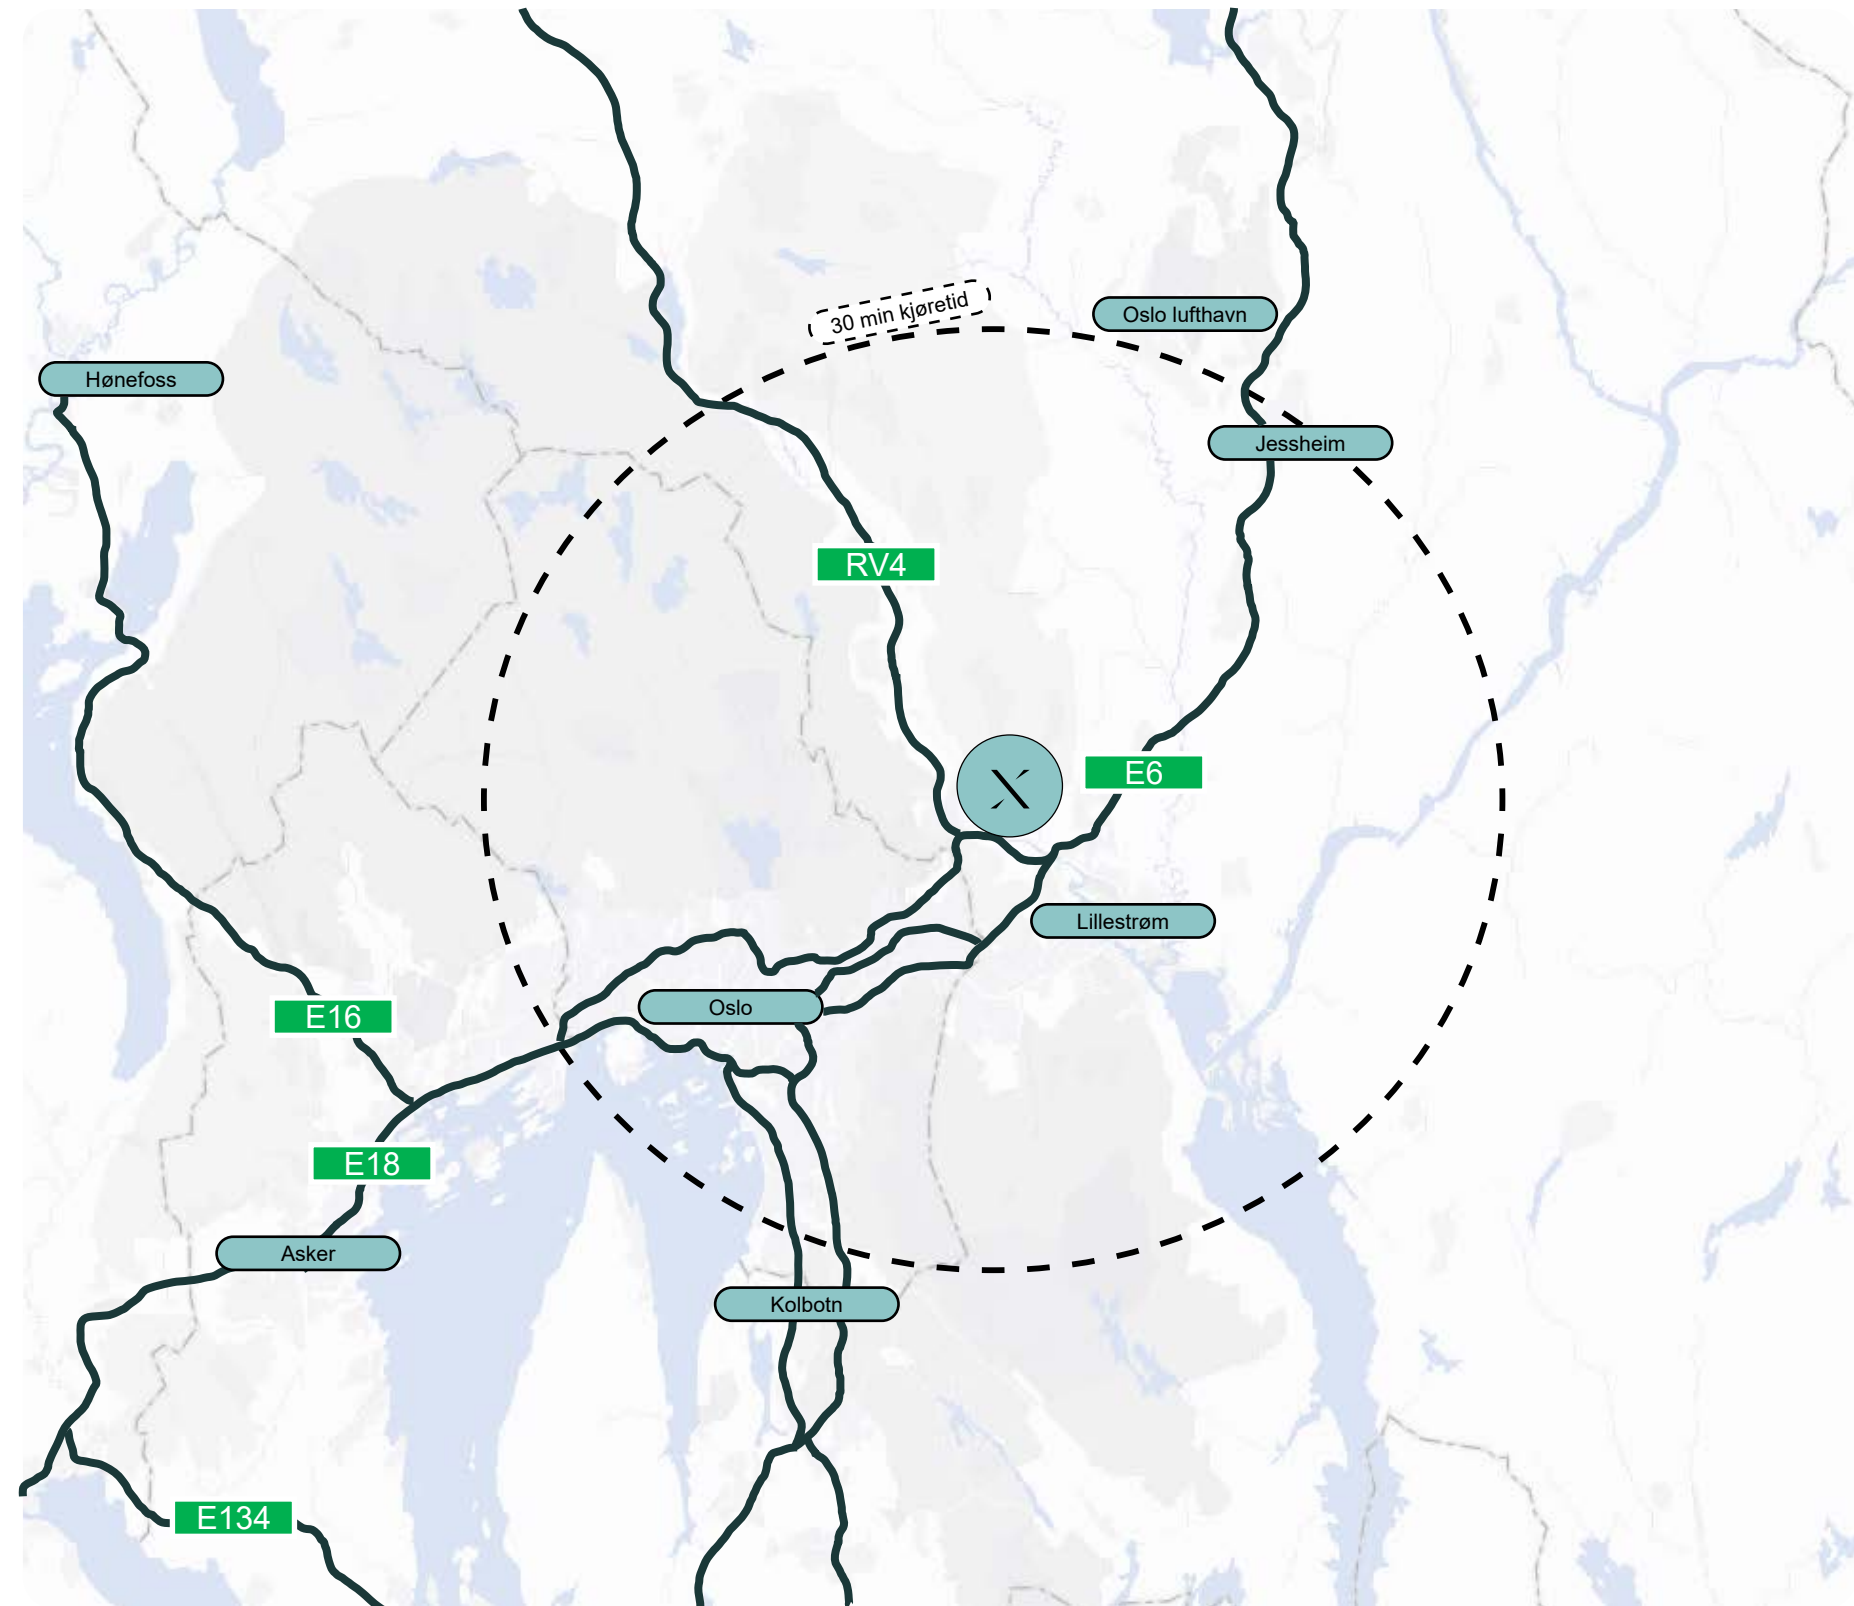 30 min kjøretid
Oslo lufthavn
Hønefoss
Jessheim
RV4
X
E6
Lillestrøm
Oslo
E16
E18
Asker
Kolbotn
E134